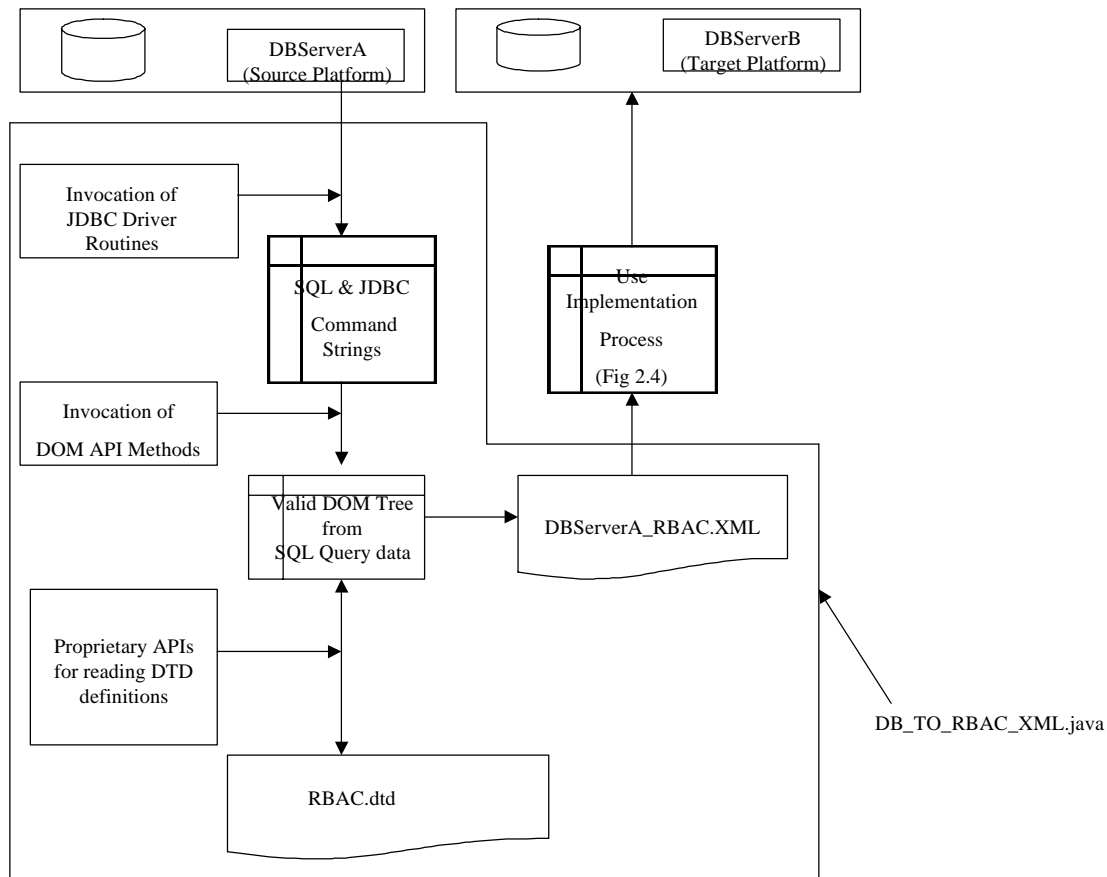 DBServerA
(Source Platform)
DBServerB
(Target Platform)
Invocation of
JDBC Driver
Routines
SQL & JDBC
Command
Strings
Use
Implementation
Process
(Fig 2.4)
Invocation of
DOM API Methods
Valid DOM Tree
from
SQL Query data
DBServerA_RBAC.XML
Proprietary APIs
for reading DTD
definitions
DB_TO_RBAC_XML.java
RBAC.dtd